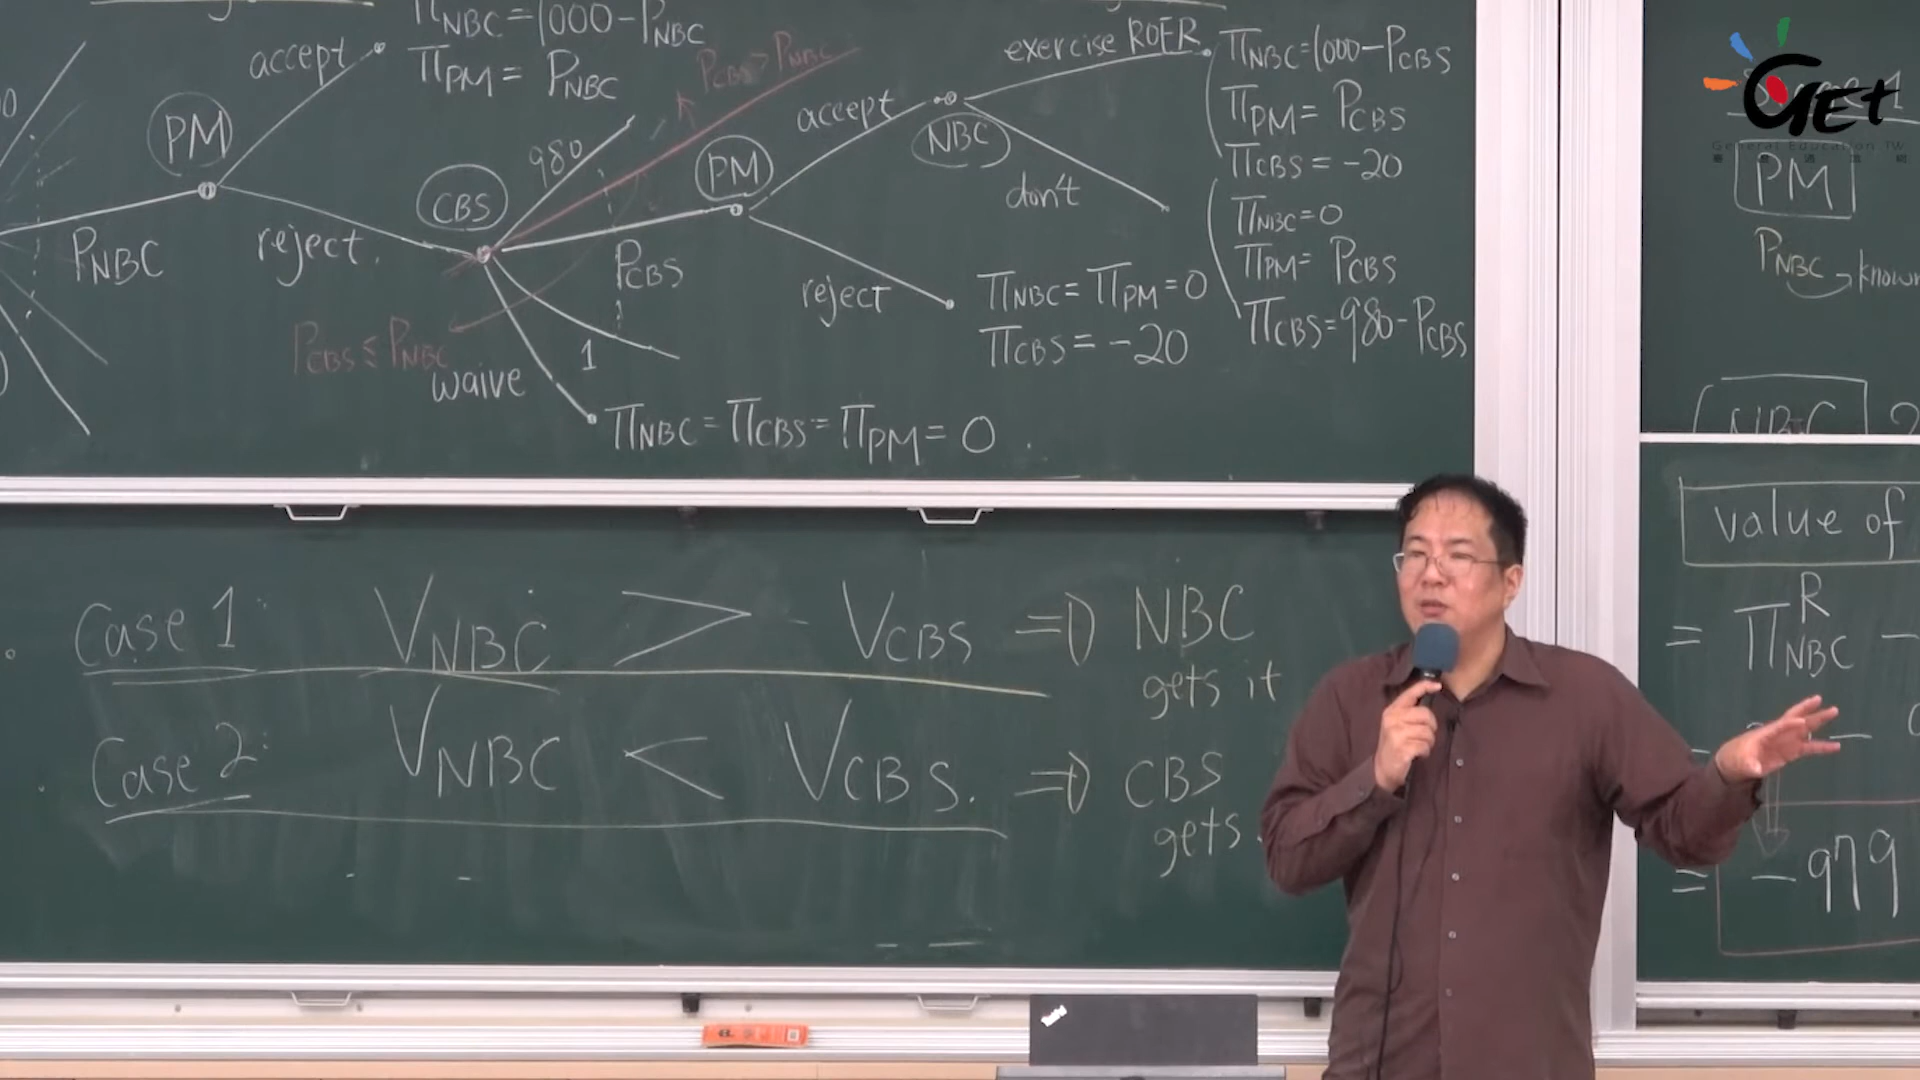 Π_NBC = 1000 - P_NBC
Π_PM = P_NBC
accept
PM
P_NBC
reject
CBS
980
P_CBS > P_NBC
P_CBS ≤ P_NBC
P_CBS
1
waive
Π_NBC = Π_CBS = Π_PM = 0
PM
accept
reject
Π_NBC = Π_PM = 0
Π_CBS = -20
NBC
exercise ROFR
don't
Π_NBC = 1000 - P_CBS
Π_PM = P_CBS
Π_CBS = -20
Π_NBC = 0
Π_PM = P_CBS
Π_CBS = 980 - P_CBS
Case 1: V_NBC > V_CBS ⇒ NBC
gets it
Case 2: V_NBC < V_CBS. ⇒ CBS
gets
GET
General Education TW
PM
P_NBC → known
NBC
value of
= Π^R_NBC -
= -979